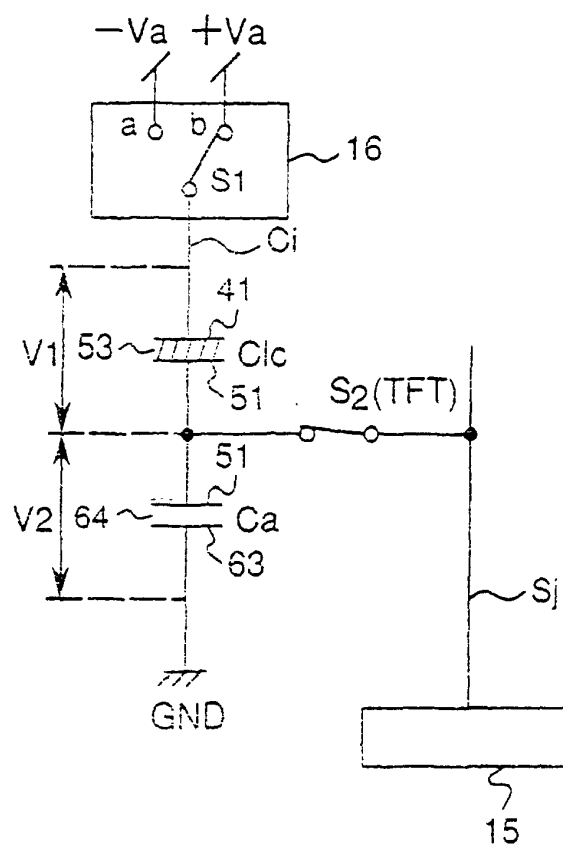 −Va +Va
a b
S1
16
Ci
V1
41
53 Clc
51
S2(TFT)
V2
51
64 Ca
63
Sj
GND
15